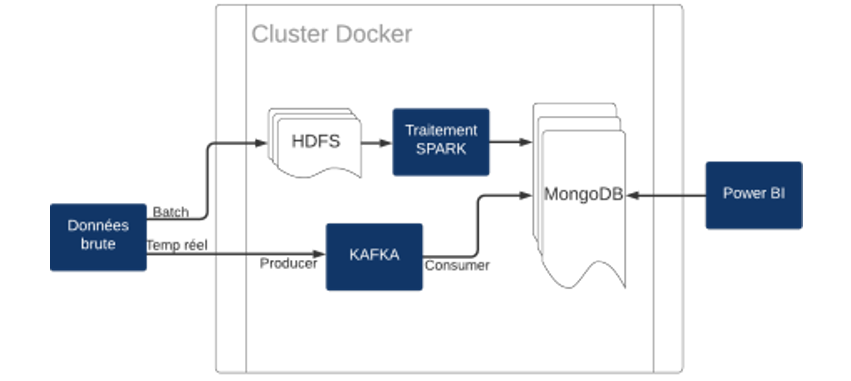 Cluster Docker
HDFS
Traitement
SPARK
MongoDB
Power BI
Données
brute
Batch
Temp réel
Producer
KAFKA
Consumer